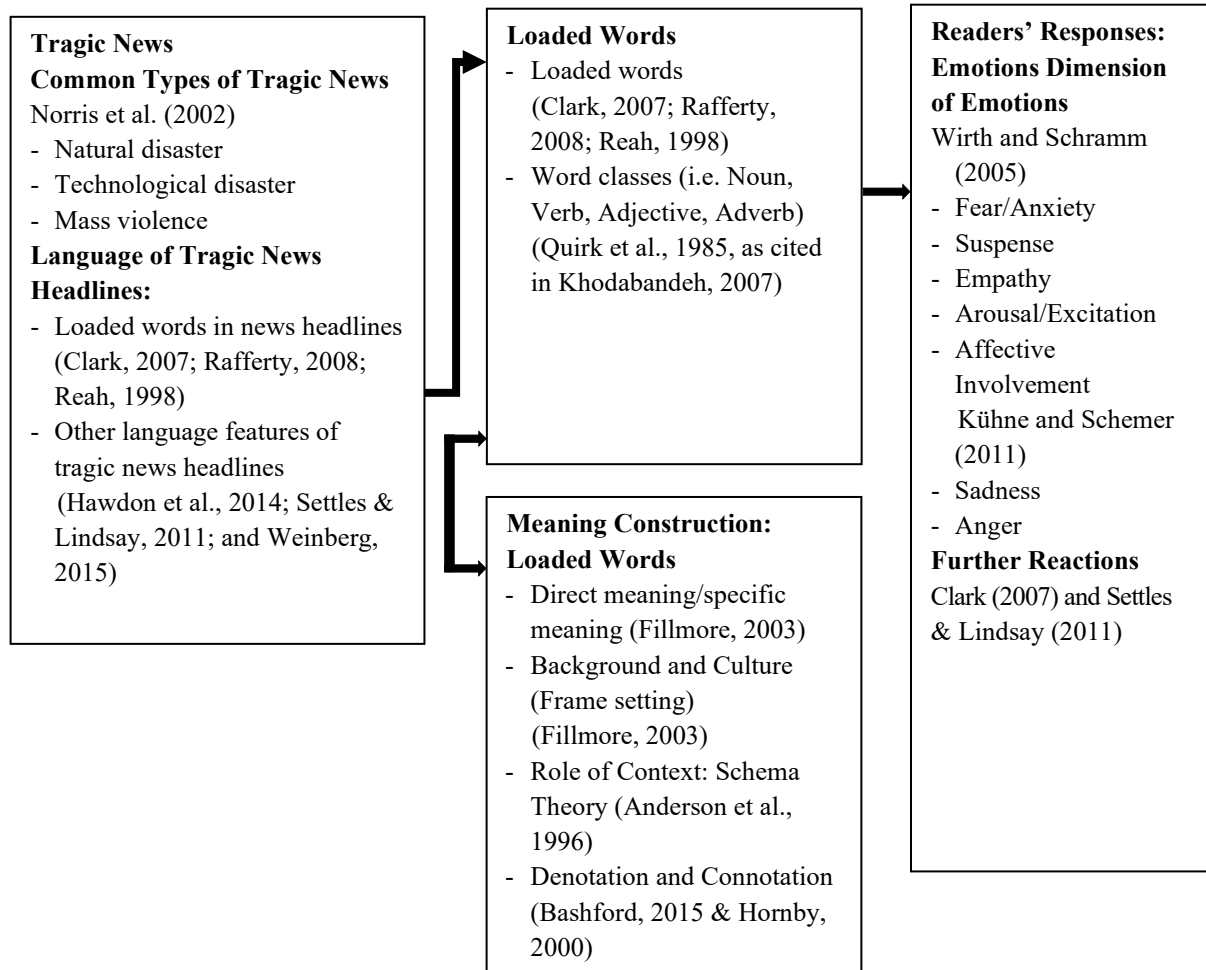 Tragic News
Common Types of Tragic News
Norris et al. (2002)
- Natural disaster
- Technological disaster
- Mass violence
Language of Tragic News
Headlines:
- Loaded words in news headlines
(Clark, 2007; Rafferty, 2008;
Reah, 1998)
- Other language features of
tragic news headlines
(Hawdon et al., 2014; Settles &
Lindsay, 2011; and Weinberg,
2015)
Loaded Words
- Loaded words
(Clark, 2007; Rafferty,
2008; Reah, 1998)
- Word classes (i.e. Noun,
Verb, Adjective, Adverb)
(Quirk et al., 1985, as cited
in Khodabandeh, 2007)
Meaning Construction:
Loaded Words
- Direct meaning/specific
meaning (Fillmore, 2003)
- Background and Culture
(Frame setting)
(Fillmore, 2003)
- Role of Context: Schema
Theory (Anderson et al.,
1996)
- Denotation and Connotation
(Bashford, 2015 & Hornby,
2000)
Readers’ Responses:
Emotions Dimension
of Emotions
Wirth and Schramm
(2005)
- Fear/Anxiety
- Suspense
- Empathy
- Arousal/Excitation
- Affective
Involvement
Kühne and Schemer
(2011)
- Sadness
- Anger
Further Reactions
Clark (2007) and Settles
& Lindsay (2011)